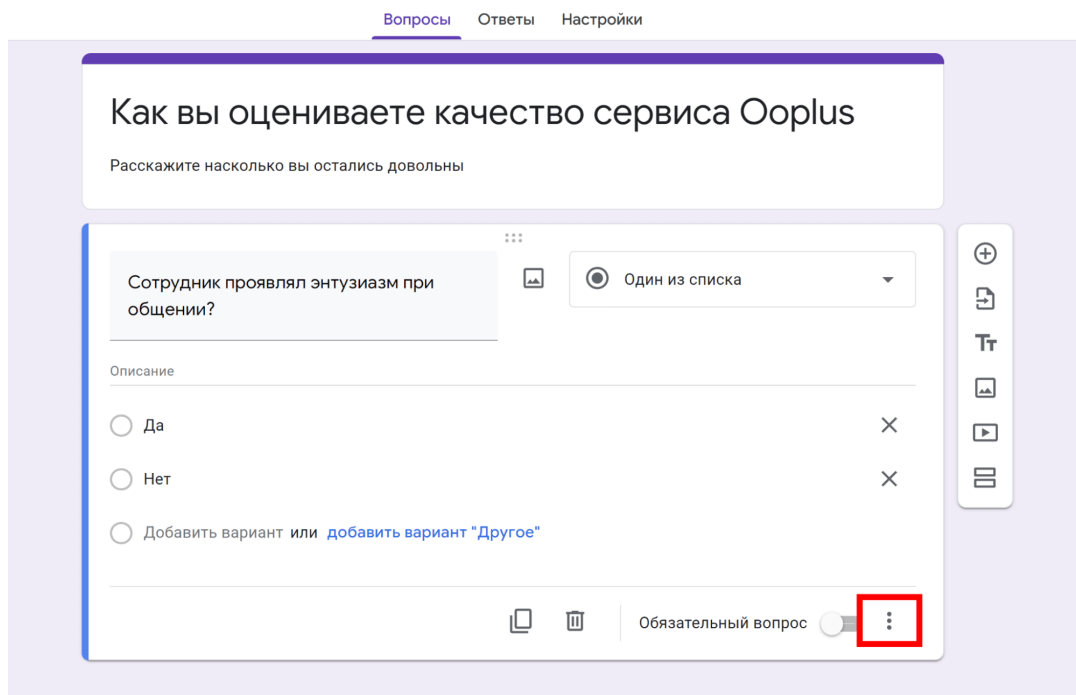 Вопросы Ответы Настройки
Как вы оцениваете качество сервиса Ooplus
Расскажите насколько вы остались довольны
Сотрудник проявлял энтузиазм при
общении?
Один из списка
Описание
Да
Нет
Добавить вариант или добавить вариант "Другое"
Обязательный вопрос